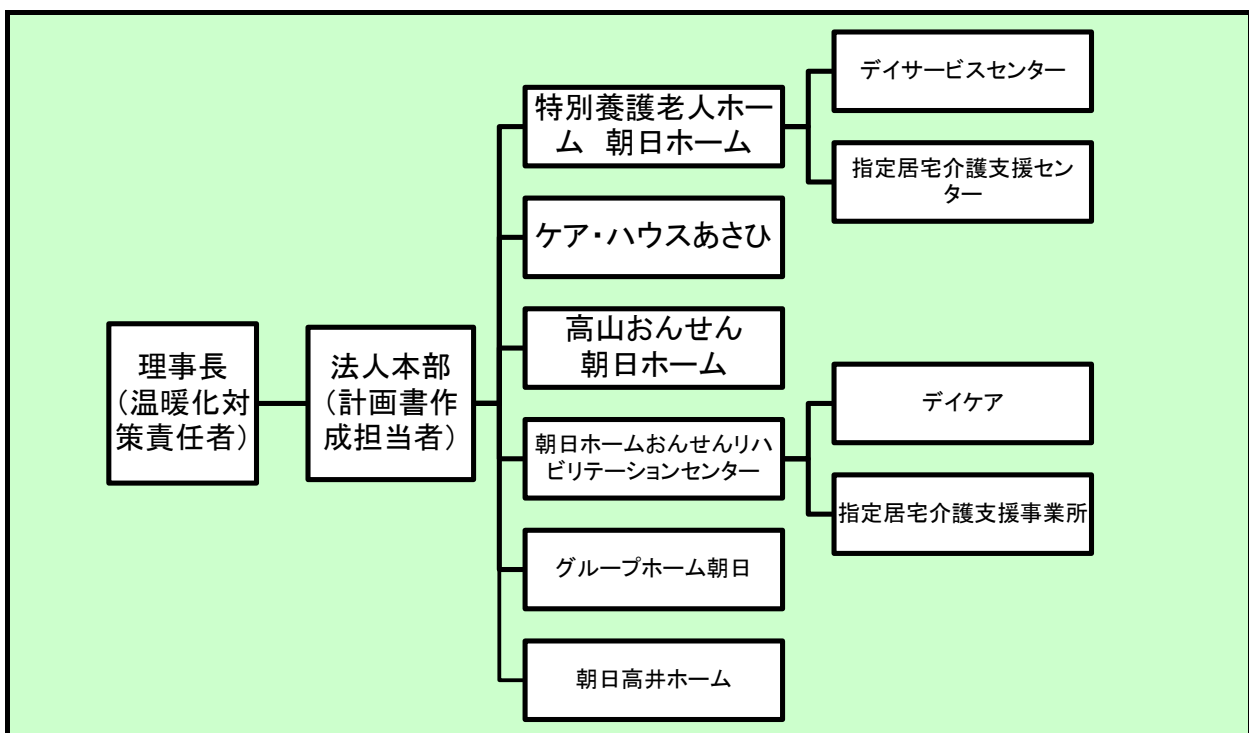 理事長
(温暖化対
策責任者)
法人本部
(計画書作
成担当者)
特別養護老人ホー
ム 朝日ホーム
デイサービスセンター
指定居宅介護支援セン
ター
ケア・ハウスあさひ
高山おんせん
朝日ホーム
朝日ホームおんせんリハ
ビリテーションセンター
デイケア
指定居宅介護支援事業所
グループホーム朝日
朝日高井ホーム